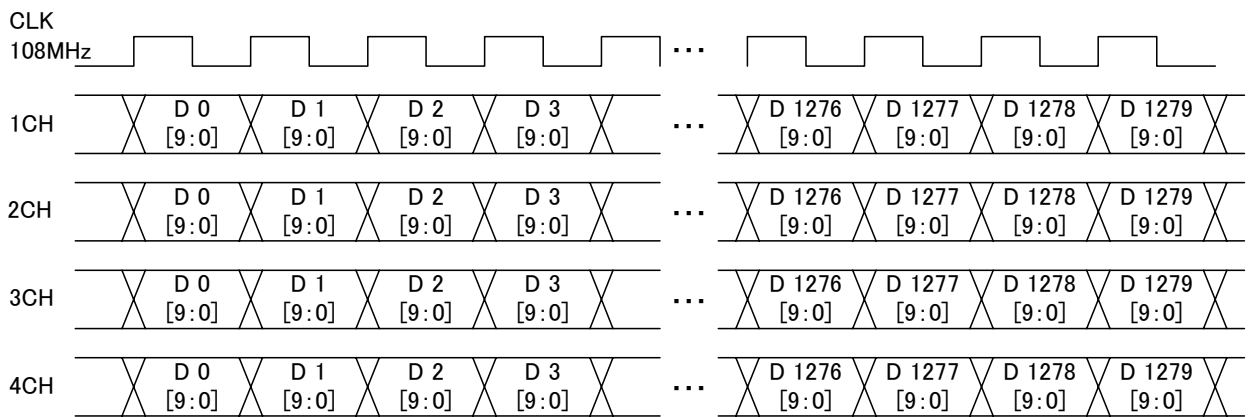 CLK
108MHz
...
1CH
D 0 D 1 D 2 D 3 ... D 1276 D 1277 D 1278 D 1279
[9:0] [9:0] [9:0] [9:0] [9:0] [9:0] [9:0] [9:0]
2CH
D 0 D 1 D 2 D 3 ... D 1276 D 1277 D 1278 D 1279
[9:0] [9:0] [9:0] [9:0] [9:0] [9:0] [9:0] [9:0]
3CH
D 0 D 1 D 2 D 3 ... D 1276 D 1277 D 1278 D 1279
[9:0] [9:0] [9:0] [9:0] [9:0] [9:0] [9:0] [9:0]
4CH
D 0 D 1 D 2 D 3 ... D 1276 D 1277 D 1278 D 1279
[9:0] [9:0] [9:0] [9:0] [9:0] [9:0] [9:0] [9:0]